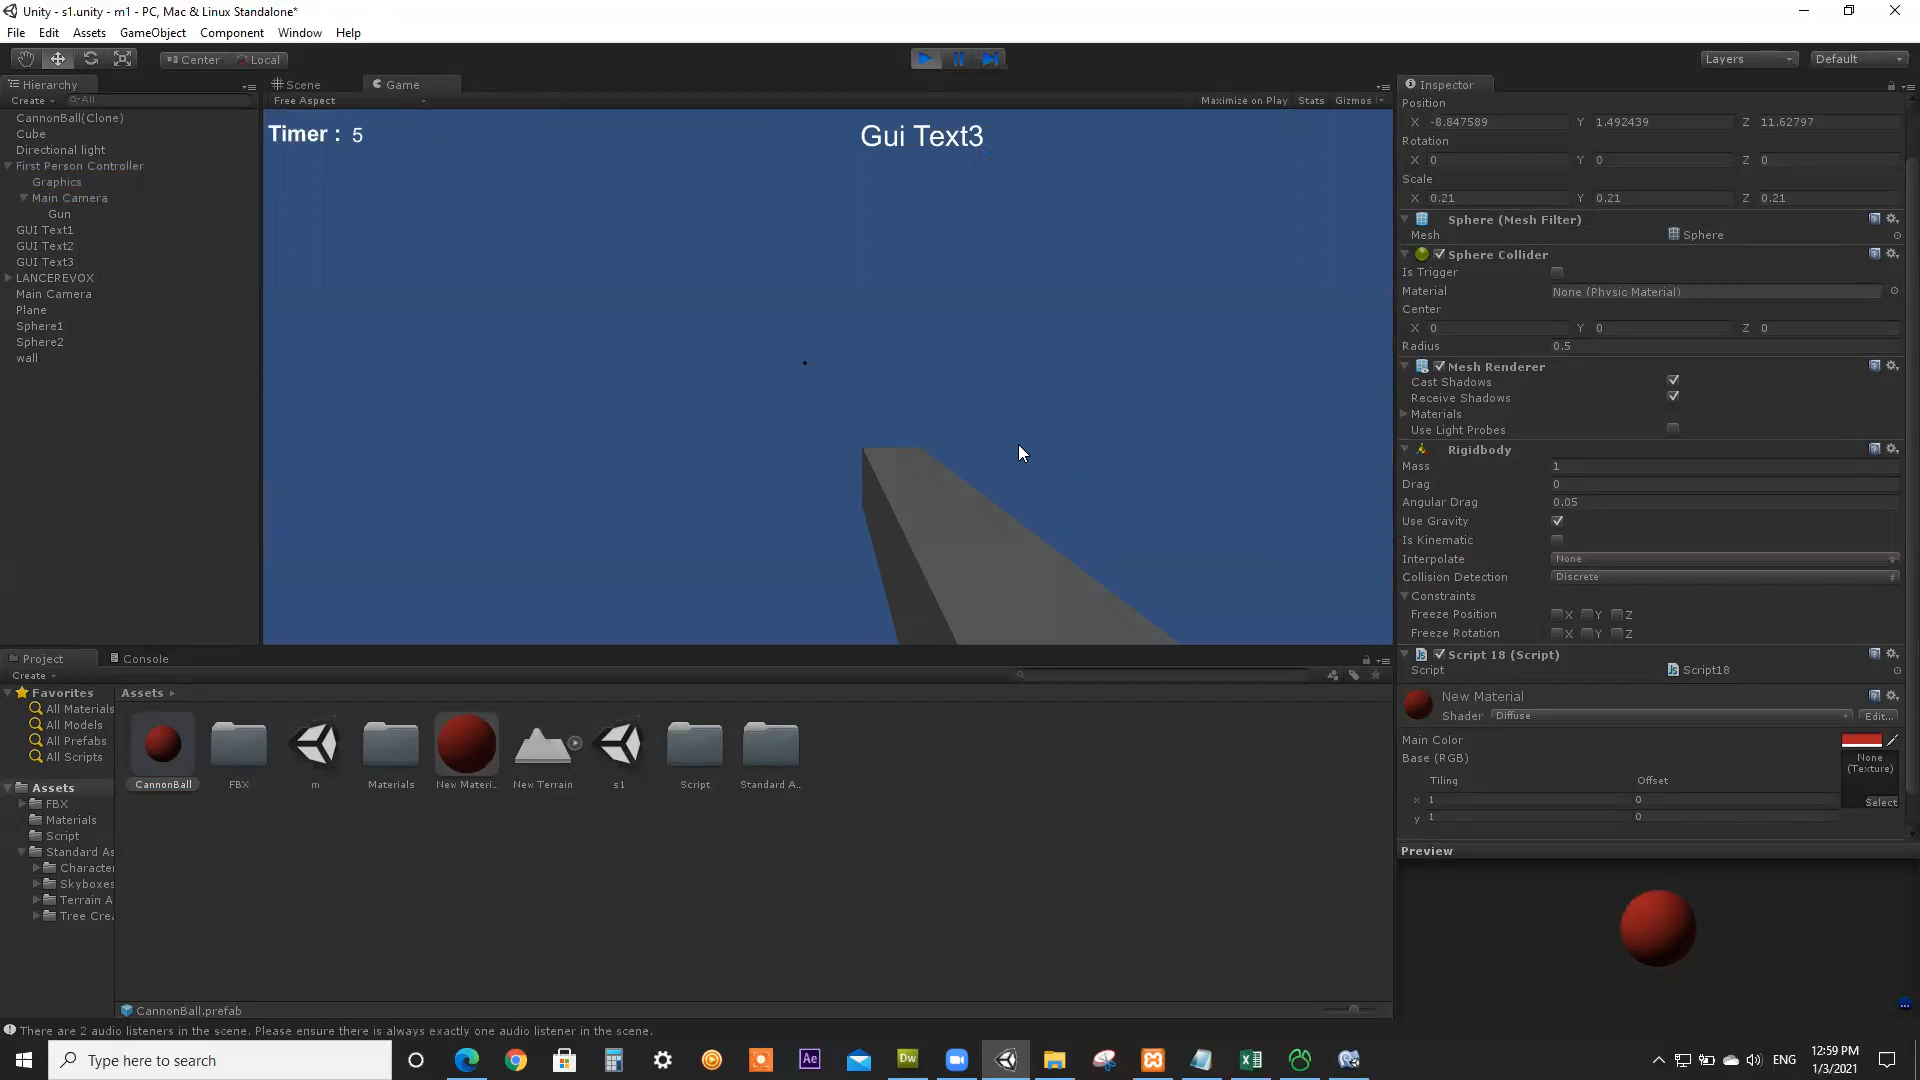 Unity - s1.unity - m1 - PC, Mac & Linux Standalone*
File Edit Assets GameObject Component Window Help
Center Local Layers Default
Hierarchy
Create All
CannonBall(Clone)
Cube
Directional light
First Person Controller
Graphics
Main Camera
Gun
GUI Text1
GUI Text2
GUI Text3
LANCEREVOX
Main Camera
Plane
Sphere1
Sphere2
wall
Scene Game
Free Aspect Maximize on Play Stats Gizmos
Timer : 5
Gui Text3
Inspector
Position
X -8.847589 Y 1.492439 Z 11.62797
Rotation
X 0 Y 0 Z 0
Scale
X 0.21 Y 0.21 Z 0.21
Sphere (Mesh Filter)
Mesh Sphere
Sphere Collider
Is Trigger
Material None (Physic Material)
Center
X 0 Y 0 Z 0
Radius 0.5
Mesh Renderer
Cast Shadows
Receive Shadows
Materials
Use Light Probes
Rigidbody
Mass 1
Drag 0
Angular Drag 0.05
Use Gravity
Is Kinematic
Interpolate None
Collision Detection Discrete
Constraints
Freeze Position X Y Z
Freeze Rotation X Y Z
Script 18 (Script)
Script Script18
New Material
Shader Diffuse Edit...
Main Color
Base (RGB)
None
(Texture)
Tiling Offset
x 1 0
y 1 0
Select
Preview
Project Console
Create
Favorites
All Materials
All Models
All Prefabs
All Scripts
Assets
FBX
Materials
Script
Standard As
Character
Skyboxes
Terrain A
Tree Crea
Assets
CannonBall FBX m Materials New Materi... New Terrain s1 Script Standard A...
CannonBall.prefab
There are 2 audio listeners in the scene. Please ensure there is always exactly one audio listener in the scene.
Type here to search
Ae
Dw
ENG
12:59 PM
1/3/2021